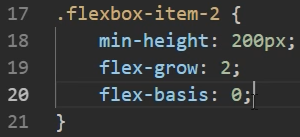 17 .flexbox-item-2 {
18     min-height: 200px;
19     flex-grow: 2;
20     flex-basis: 0;
21 }